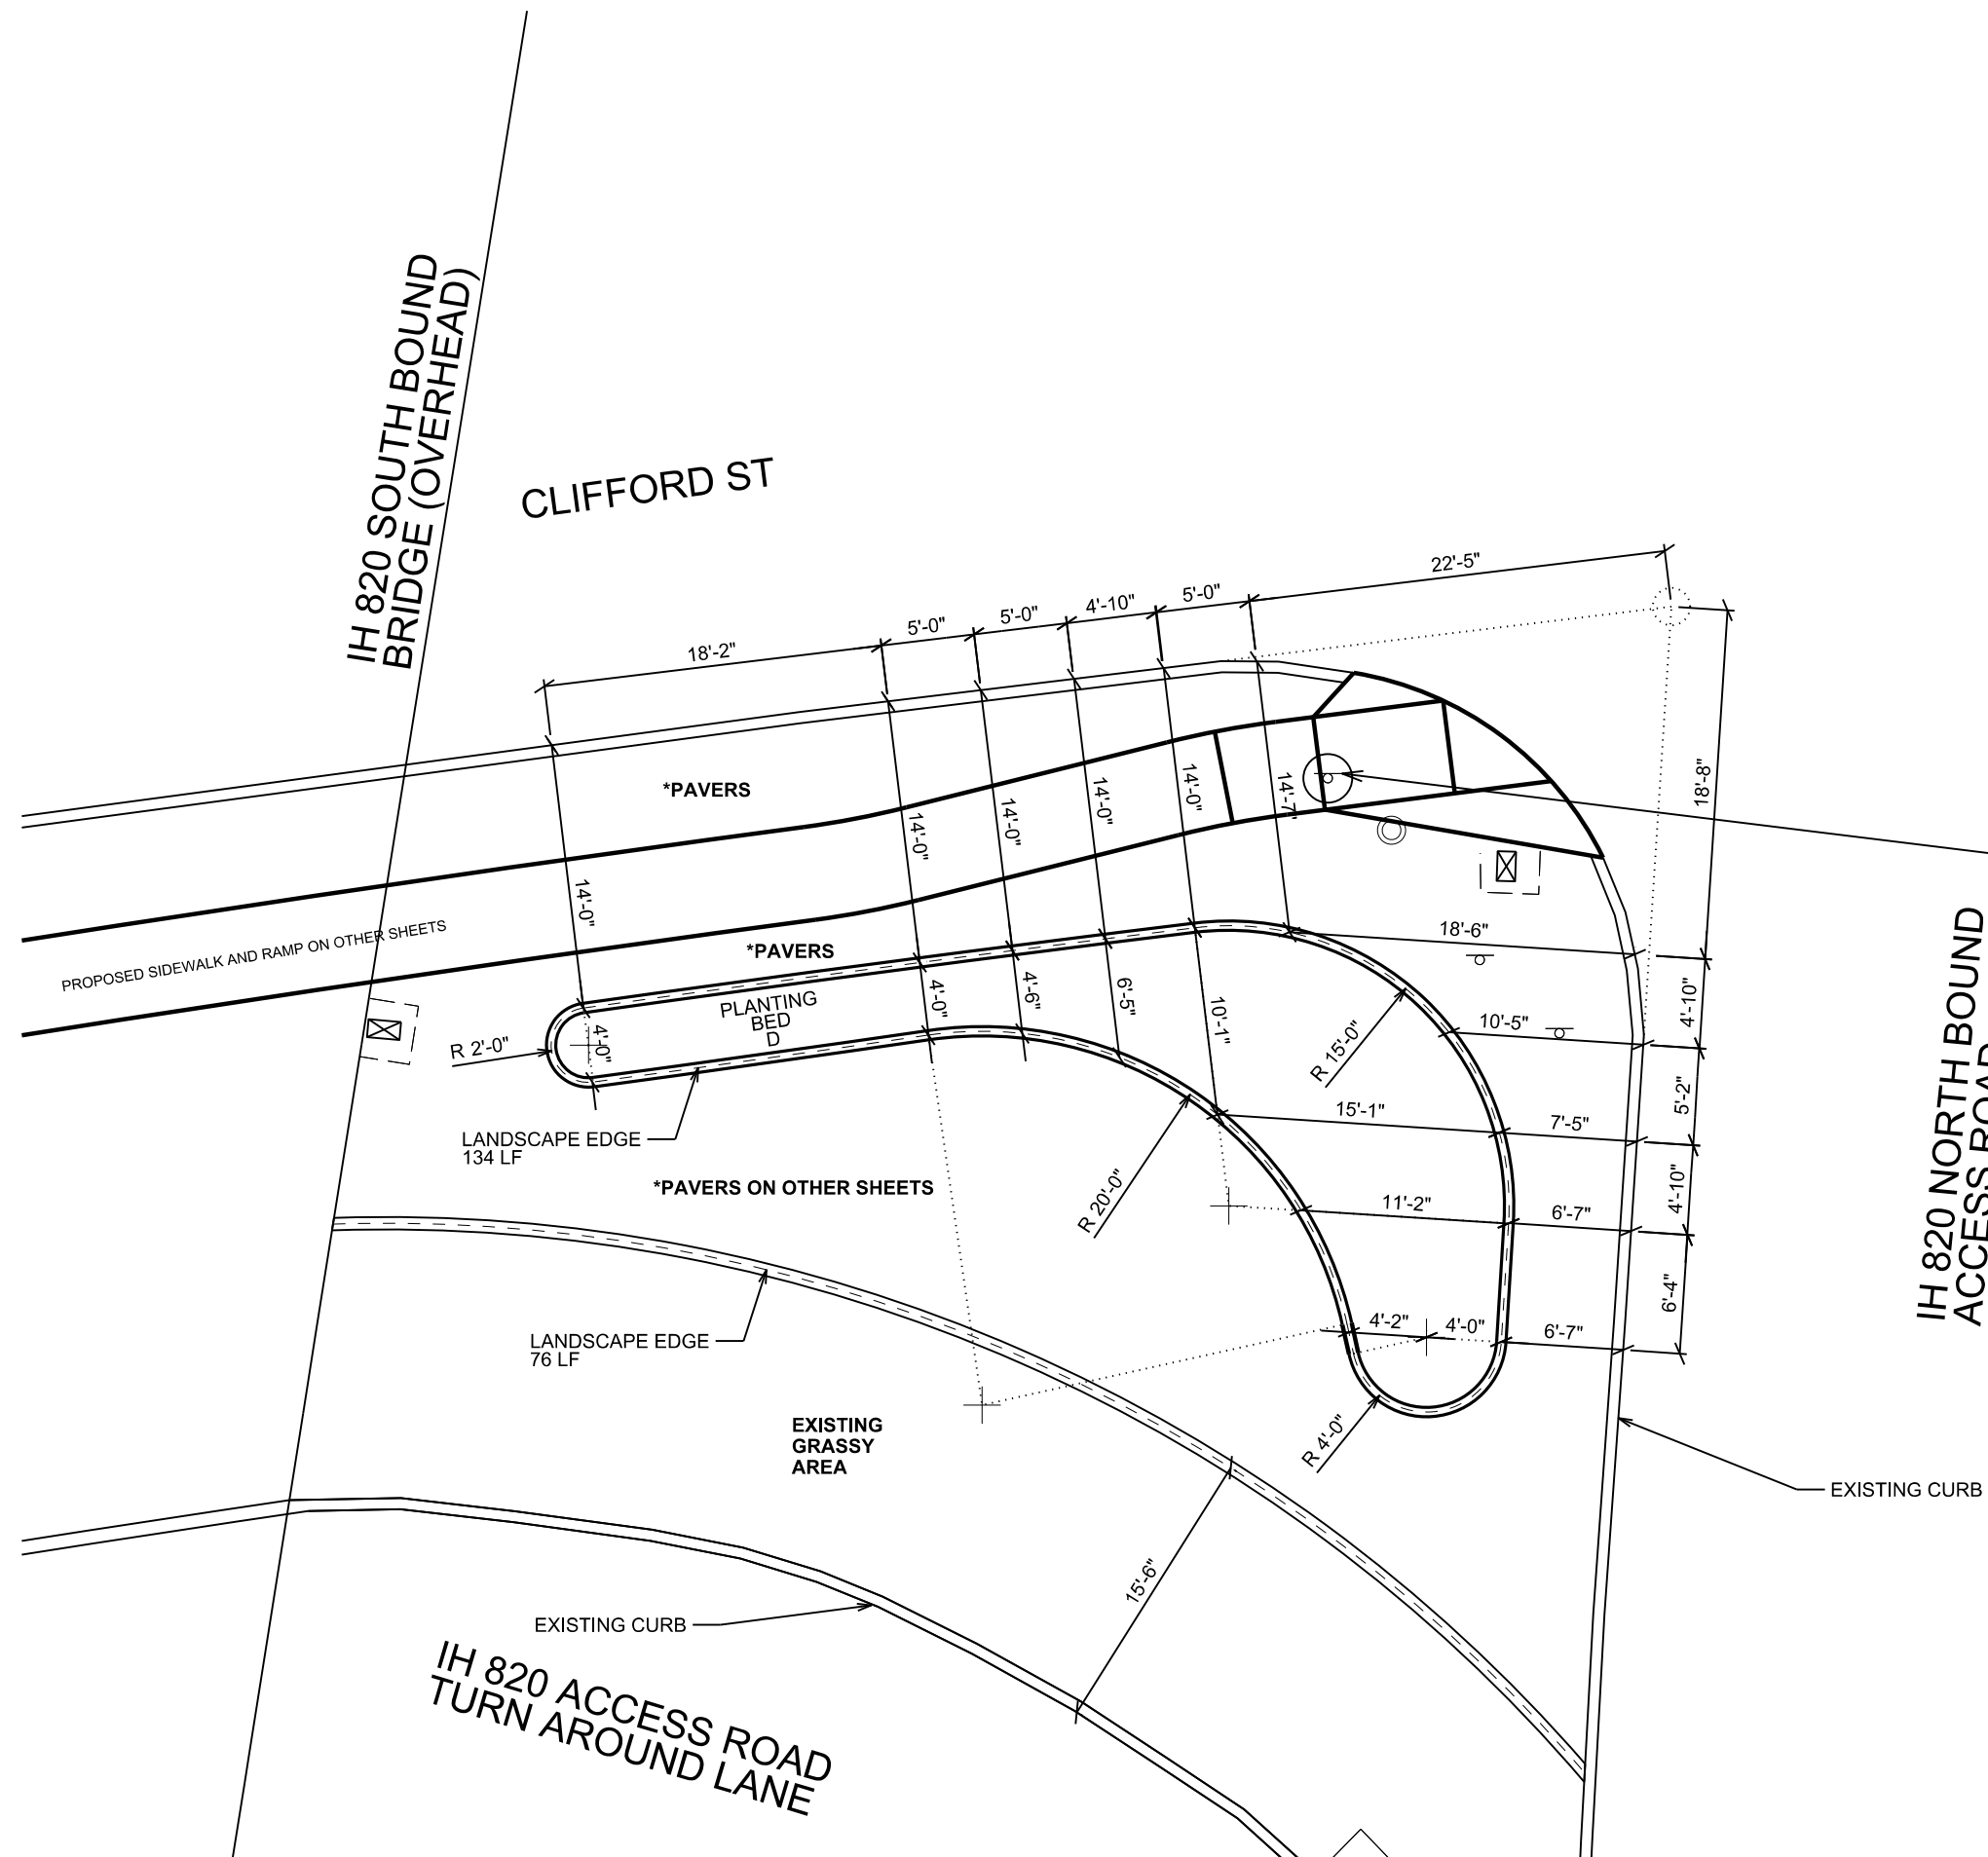 IH 820 SOUTH BOUND
BRIDGE (OVERHEAD)
CLIFFORD ST
22'-5"
5'-0"
4'-10"
5'-0"
5'-0"
18'-2"
18'-8"
*PAVERS
14'-0"
14'-0"
14'-0"
14'-0"
14'-0"
14'-7"
PROPOSED SIDEWALK AND RAMP ON OTHER SHEETS
*PAVERS
18'-6"
4'-10"
10'-5"
PLANTING
BED
D
4'-0"
4'-0"
4'-6"
6'-5"
10'-1"
R 2'-0"
R 15'-0"
5'-2"
15'-1"
7'-5"
LANDSCAPE EDGE
134 LF
*PAVERS ON OTHER SHEETS
R 20'-0"
11'-2"
6'-7"
4'-10"
6'-4"
IH 820 NORTH BOUND
ACCESS ROAD
4'-2"
4'-0"
6'-7"
LANDSCAPE EDGE
76 LF
R 4'-0"
EXISTING
GRASSY
AREA
EXISTING CURB
15'-6"
EXISTING CURB
IH 820 ACCESS ROAD
TURN AROUND LANE